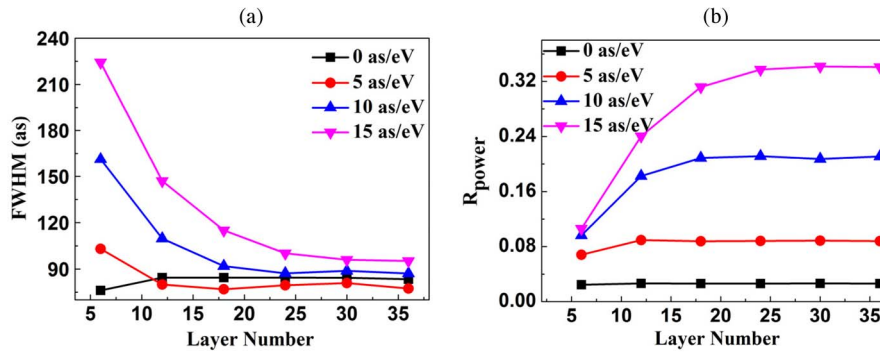 (a)
240
210
180
150
120
90
FWHM (as)
5
10
15
20
25
30
35
Layer Number
0 as/eV
5 as/eV
10 as/eV
15 as/eV
(b)
0.32
0.24
0.16
0.08
0.00
Rpower
5
10
15
20
25
30
35
Layer Number
0 as/eV
5 as/eV
10 as/eV
15 as/eV